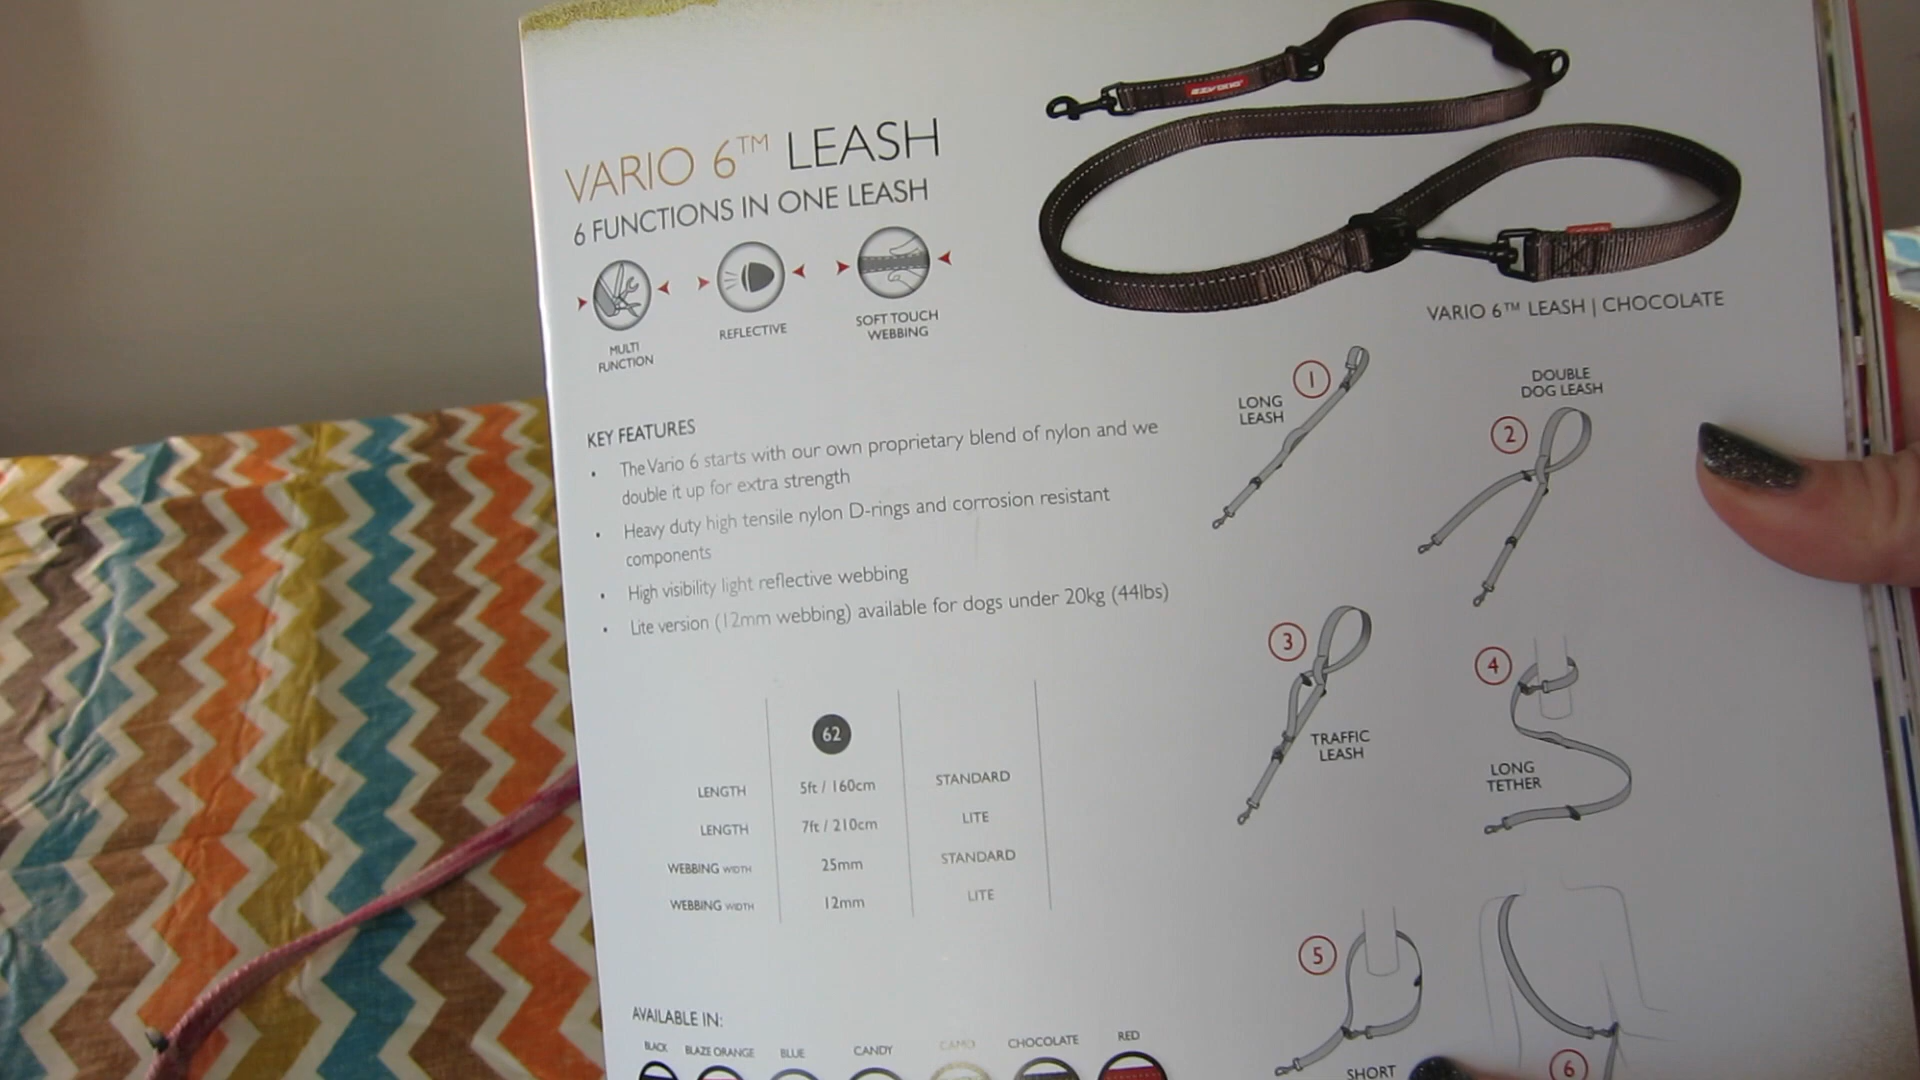 VARIO 6™ LEASH
6 FUNCTIONS IN ONE LEASH
MULTI
FUNCTION
REFLECTIVE
SOFT TOUCH
WEBBING
VARIO 6™ LEASH | CHOCOLATE
KEY FEATURES
• The Vario 6 starts with our own proprietary blend of nylon and we
double it up for extra strength
• Heavy duty high tensile nylon D-rings and corrosion resistant
components
• High visibility light reflective webbing
• Lite version (12mm webbing) available for dogs under 20kg (44lbs)
62
LENGTH 5ft / 160cm STANDARD
LENGTH 7ft / 210cm LITE
WEBBING WIDTH 25mm STANDARD
WEBBING WIDTH 12mm LITE
AVAILABLE IN:
BLACK BLAZE ORANGE BLUE CANDY CAMO CHOCOLATE RED
1
LONG
LEASH
DOUBLE
DOG LEASH
2
3
TRAFFIC
LEASH
4
LONG
TETHER
5
SHORT
6